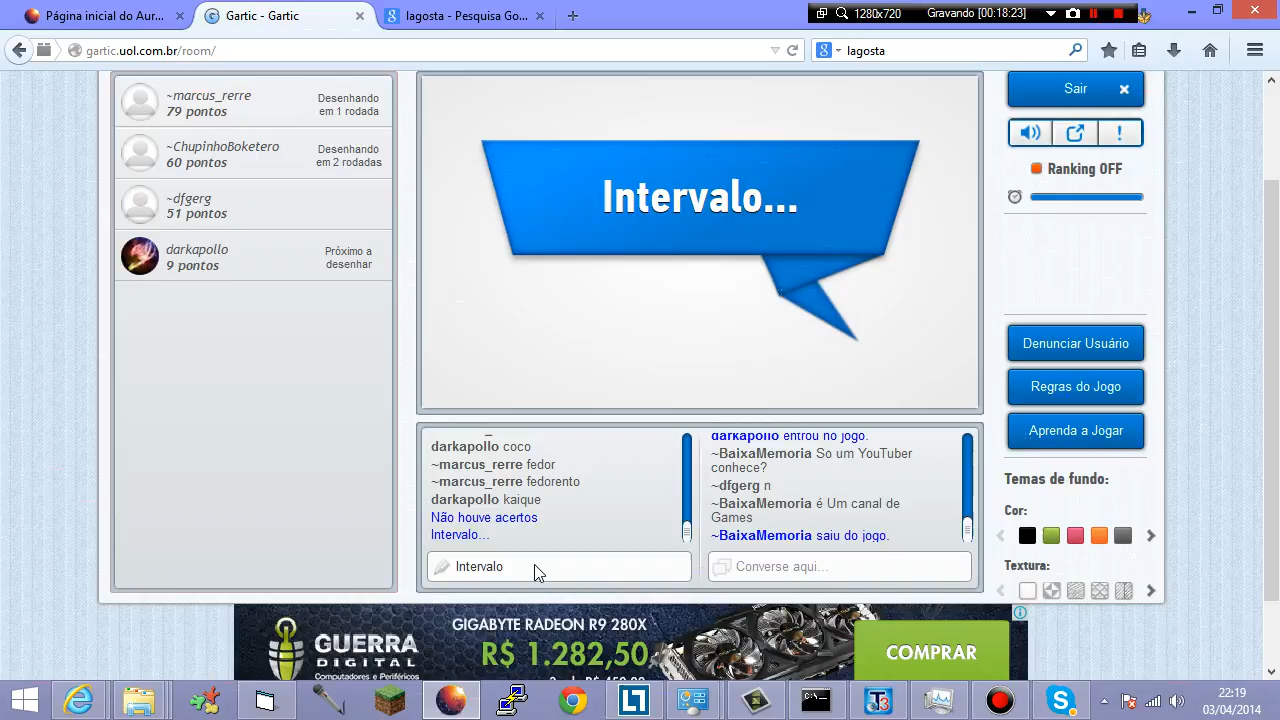 Página inicial do Aur...
Gartic - Gartic
lagosta - Pesquisa Go...
1280x720
Gravando [00:18:23]
gartic.uol.com.br/room/
lagosta
~marcus_rerre
79 pontos
Desenhando
em 1 rodada
~ChupinhoBoketero
60 pontos
Desenhando
em 2 rodadas
~dfgerg
51 pontos
darkapollo
9 pontos
Próximo a
desenhar
Intervalo...
Sair
Ranking OFF
Denunciar Usuário
Regras do Jogo
Aprenda a Jogar
Temas de fundo:
Cor:
Textura:
darkapollo coco
~marcus_rerre fedor
~marcus_rerre fedorento
darkapollo kaique
Não houve acertos
Intervalo...
Intervalo
darkapollo entrou no jogo.
~BaixaMemoria So um YouTuber
conhece?
~dfgerg n
~BaixaMemoria é Um canal de
Games
~BaixaMemoria saiu do jogo.
Converse aqui...
GUERRA
DIGITAL
Computadores e Periféricos
GIGABYTE RADEON R9 280X
R$ 1.282,50
COMPRAR
22:19
03/04/2014